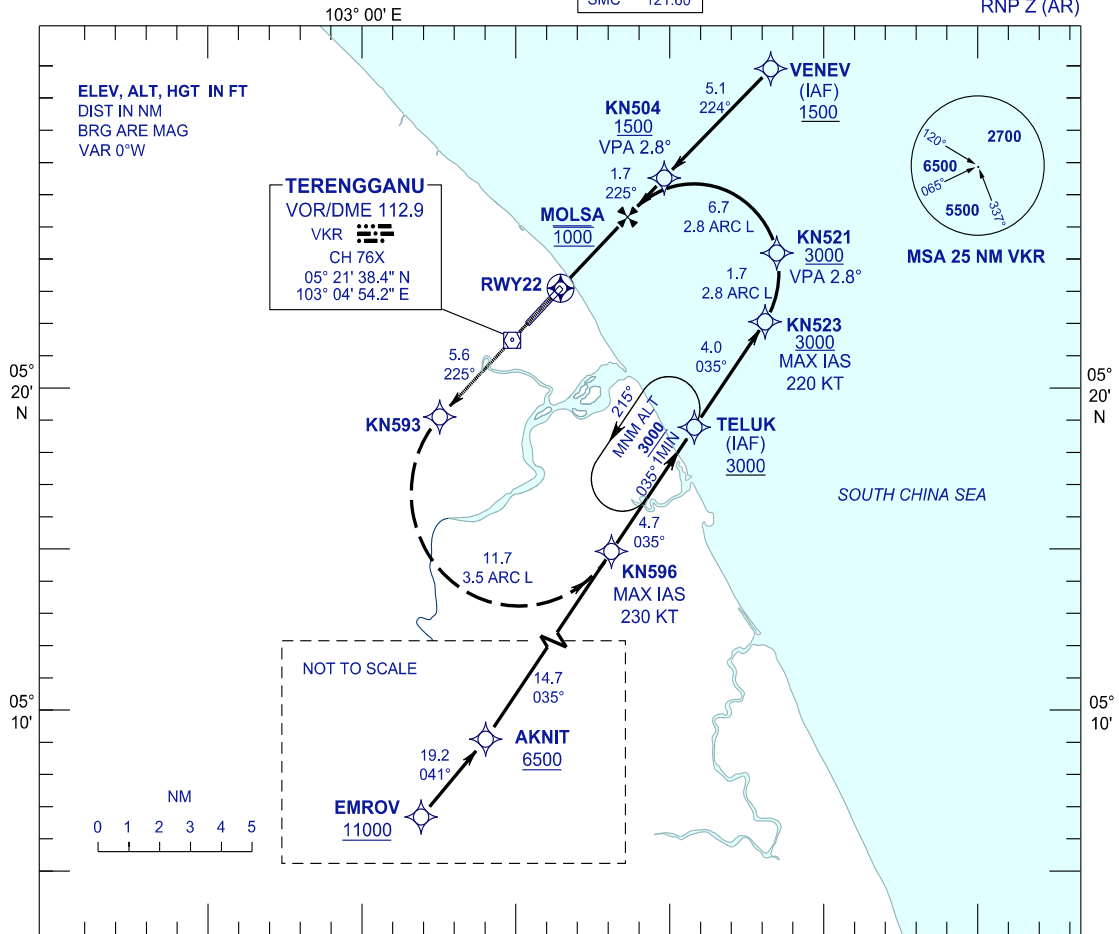 SMC 121.60
RNP Z (AR)
103° 00' E
ELEV, ALT, HGT IN FT
DIST IN NM
BRG ARE MAG
VAR 0°W
VENEV
(IAF)
1500
5.1
224°
KN504
1500
VPA 2.8°
1.7
225°
120°
2700
6500
065°
5500
337°
MSA 25 NM VKR
TERENGGANU
VOR/DME 112.9
VKR
CH 76X
05° 21' 38.4" N
103° 04' 54.2" E
MOLSA
1000
6.7
2.8 ARC L
KN521
3000
VPA 2.8°
1.7
2.8 ARC L
RWY22
KN523
3000
MAX IAS
220 KT
4.0
035°
5.6
225°
05°
20'
N
05°
20'
N
KN593
215°
MNM ALT
3000
1MIN
035°
TELUK
(IAF)
3000
SOUTH CHINA SEA
4.7
035°
11.7
3.5 ARC L
KN596
MAX IAS
230 KT
NOT TO SCALE
14.7
035°
05°
10'
05°
10'
AKNIT
6500
19.2
041°
EMROV
11000
NM
0 1 2 3 4 5